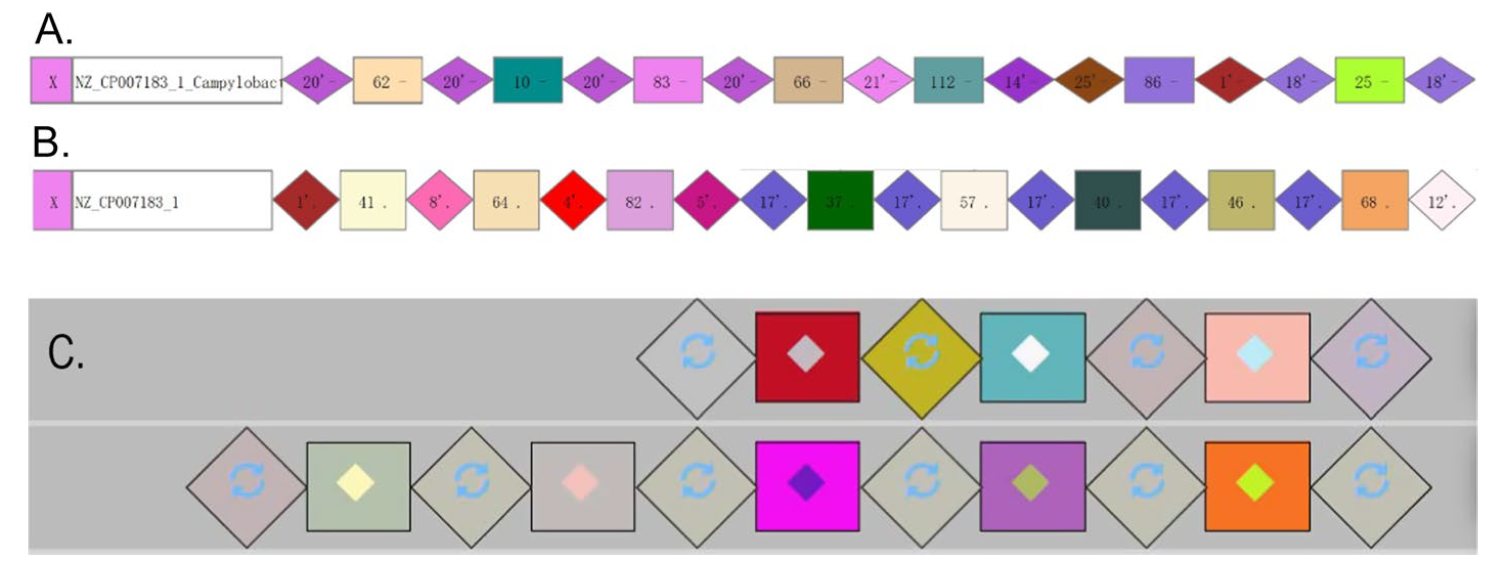 A.
X NZ_CP007183_1_Campylobact 20'- 62 - 20'- 10 - 20'- 83 - 20'- 66 - 21'- 112 - 14'- 25'- 86 - 1'- 18'- 25 - 18'-
B.
X NZ_CP007183_1 1'. 41 . 8'. 64 . 4'. 82 . 5'. 17'. 37 . 17'. 57 . 17'. 40 . 17'. 46 . 17'. 68 . 12'.
C.